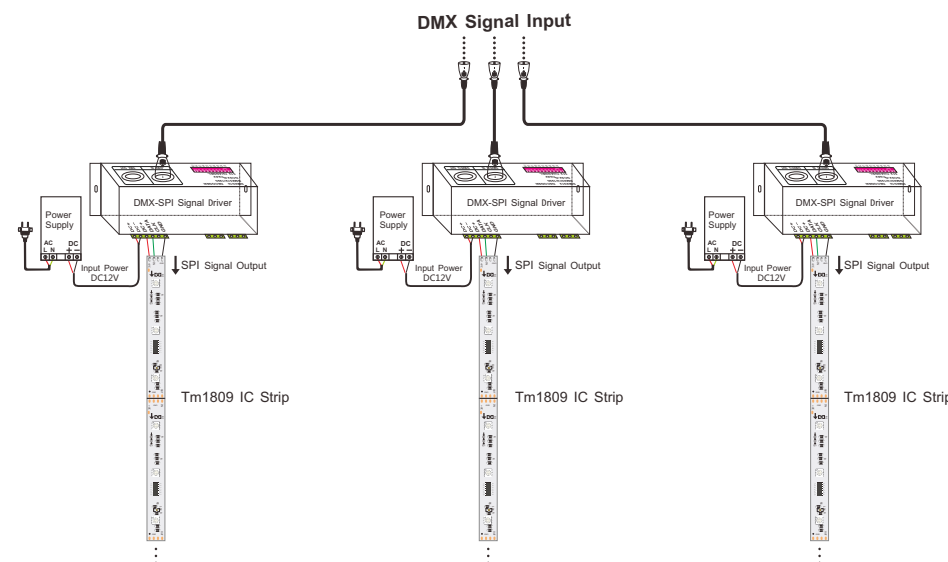 DMX Signal Input
DMX-SPI Signal Driver
DMX-SPI Signal Driver
DMX-SPI Signal Driver
Power
Supply
AC DC
L N + −
Power
Supply
AC DC
L N + −
Power
Supply
AC DC
L N + −
Input Power
DC12V
SPI Signal Output
Input Power
DC12V
SPI Signal Output
Input Power
DC12V
SPI Signal Output
Tm1809 IC Strip
Tm1809 IC Strip
Tm1809 IC Strip